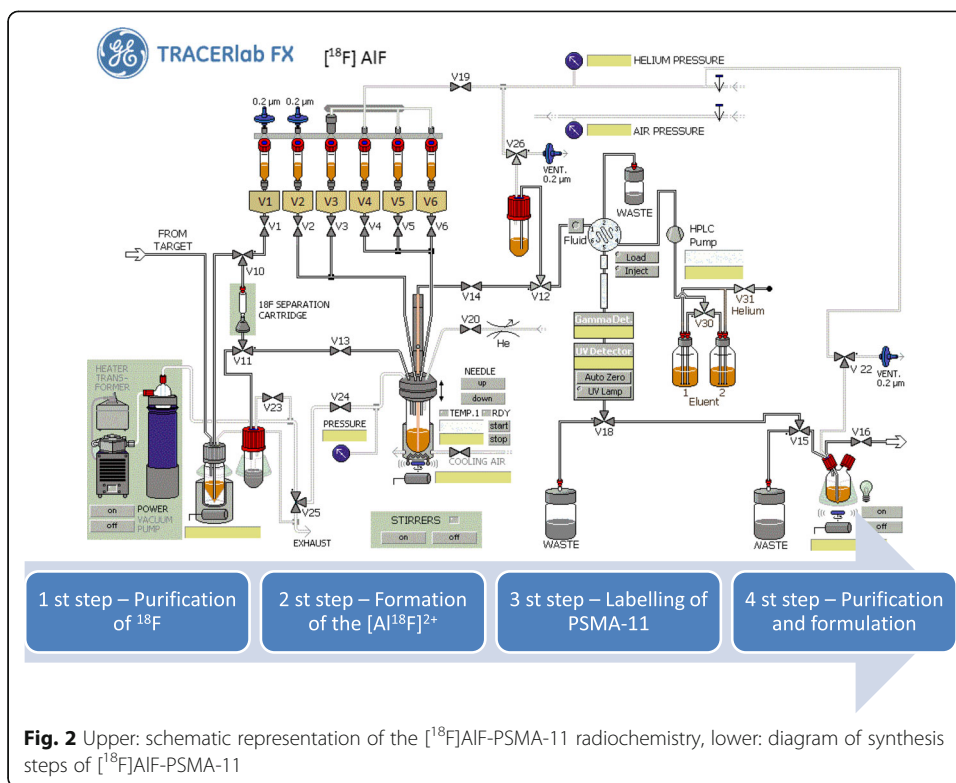 GE TRACERlab FX [¹⁸F] AlF
V19
HELIUM PRESSURE
0.2 µm 0.2 µm
AIR PRESSURE
V26
VENT.
0.2 µm
V1 V2 V3 V4 V5 V6
V1 V2 V3 V4 V5 V6
WASTE
FROM
TARGET
Fluid
HPLC
Pump
Load
Inject
V10
V14
V12
V31
Helium
18F SEPARATION
CARTRIDGE
V20
He
V30
GammaDet.
V11
V13
UV Detector
V 22
VENT.
0.2 µm
HEATER
TRANS-
FORMER
NEEDLE
up
down
Auto Zero
UV Lamp
1 2
Eluent
V23
V24
TEMP.1 RDY
start
stop
PRESSURE
V18
V15
V16
COOLING AIR
on POWER
off VACUUM
PUMP
V25
EXHAUST
STIRRERS
on off
on
off
WASTE
WASTE
1 st step – Purification
of ¹⁸F
2 st step – Formation
of the [Al¹⁸F]²⁺
3 st step – Labelling of
PSMA-11
4 st step – Purification
and formulation
Fig. 2 Upper: schematic representation of the [¹⁸F]AlF-PSMA-11 radiochemistry, lower: diagram of synthesis
steps of [¹⁸F]AlF-PSMA-11